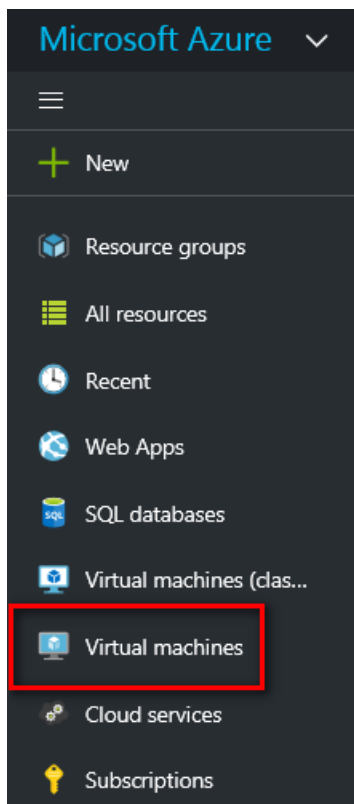 Microsoft Azure
New
Resource groups
All resources
Recent
Web Apps
SQL databases
Virtual machines (clas...
Virtual machines
Cloud services
Subscriptions